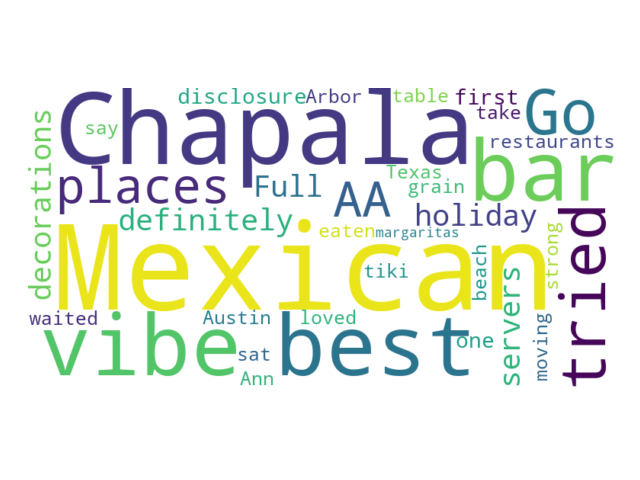 Chapala
disclosure
Arbor
table
first
Go
take
say
restaurants
bar
decorations
places
Full
AA
Texas
grain
definitely
holiday
eaten
margaritas
Mexican
tiki
beach
strong
tried
servers
waited
vibe
Austin
loved
best
one
moving
sat
Ann